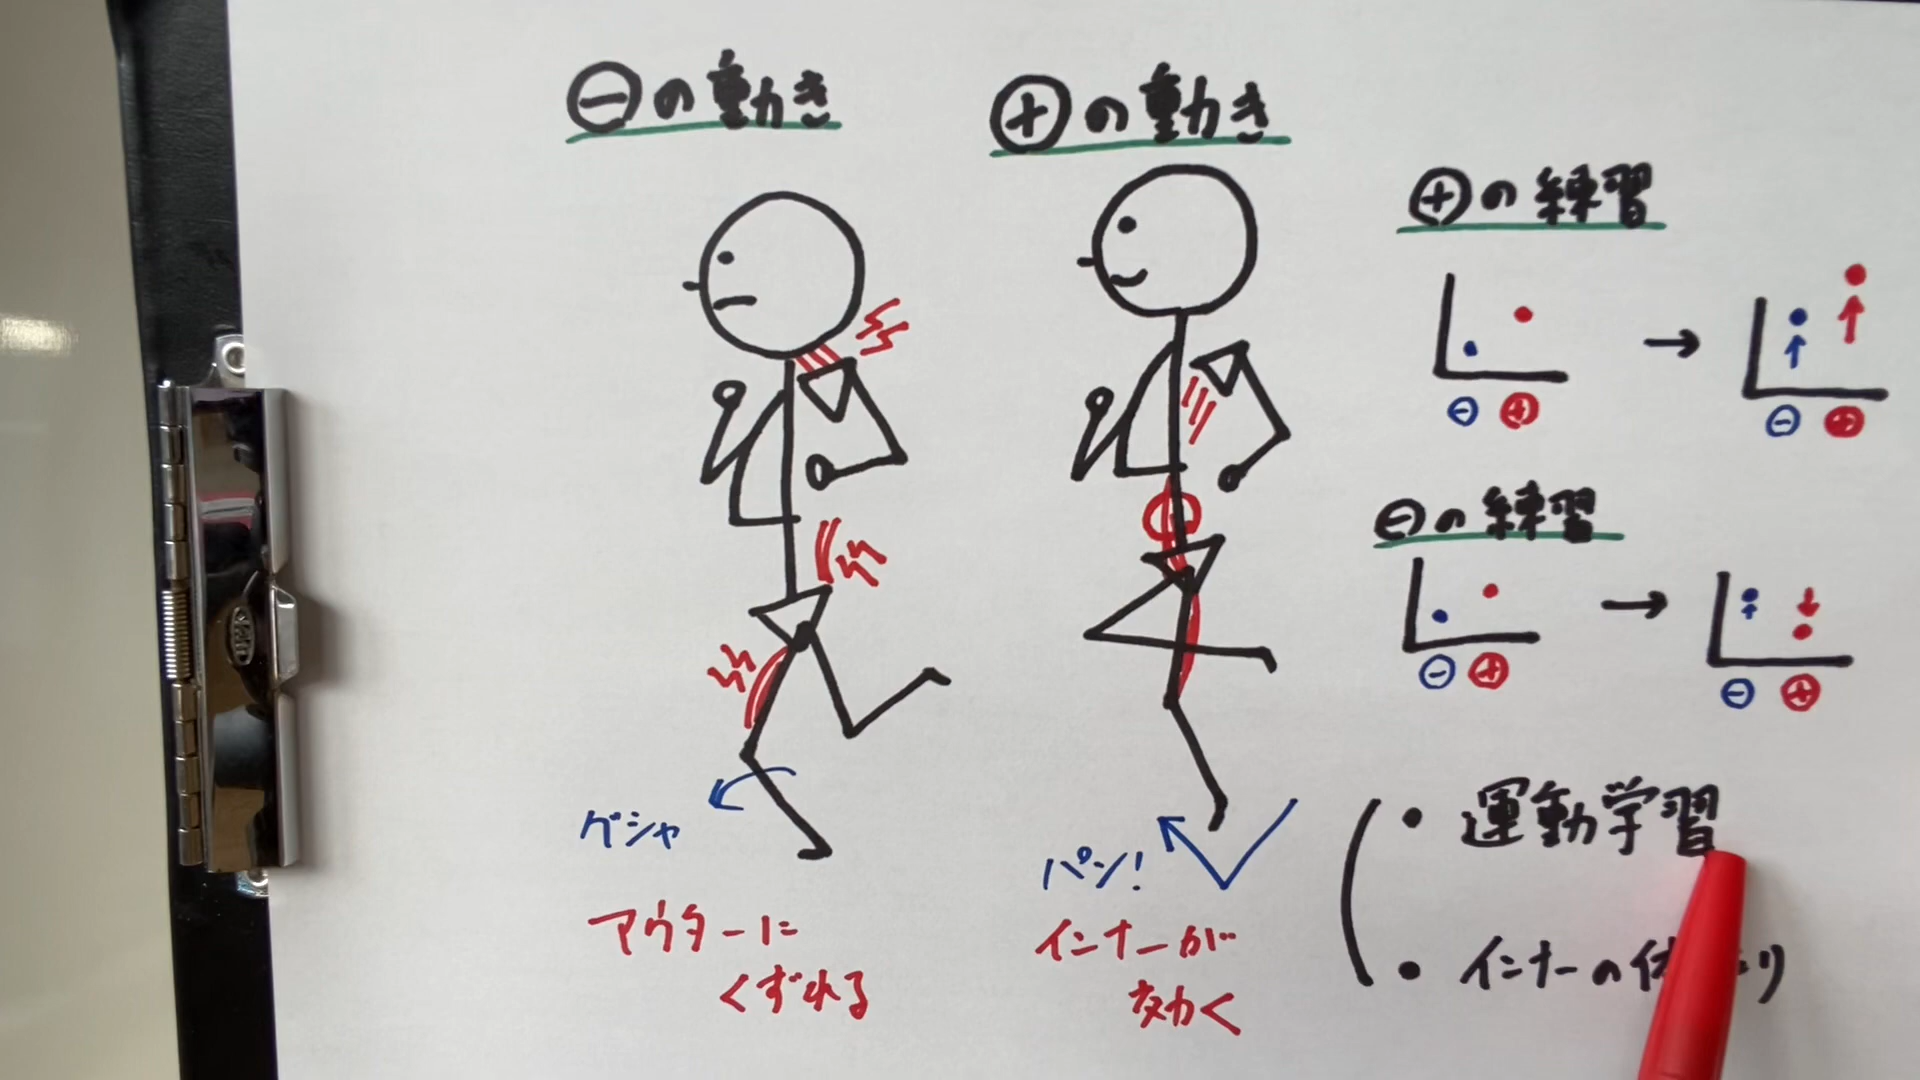 ⊖の動き
グシャ
アウターに
くずれる
⊕の動き
パン!
インナーが
効く
⊕の練習
⊖ ⊕ → ⊖ ⊕
⊖の練習
⊖ ⊕ → ⊖ ⊕
・運動学習
・インナーの